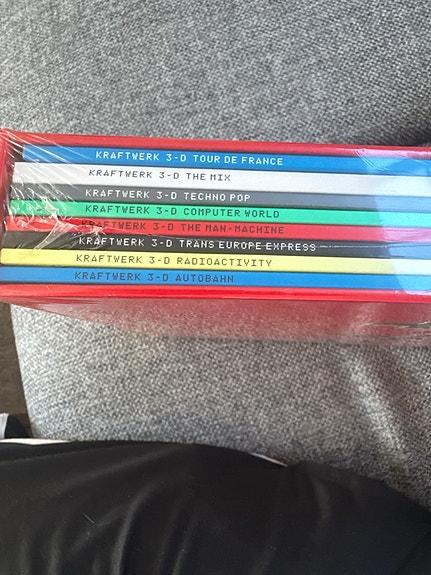 KRAFTWERK 3-D TOUR DE FRANCE
KRAFTWERK 3-D THE MIX
KRAFTWERK 3-D TECHNO POP
KRAFTWERK 3-D COMPUTER WORLD
KRAFTWERK 3-D THE MAN-MACHINE
KRAFTWERK 3-D TRANS EUROPE EXPRESS
KRAFTWERK 3-D RADIOACTIVITY
KRAFTWERK 3-D AUTOBAHN